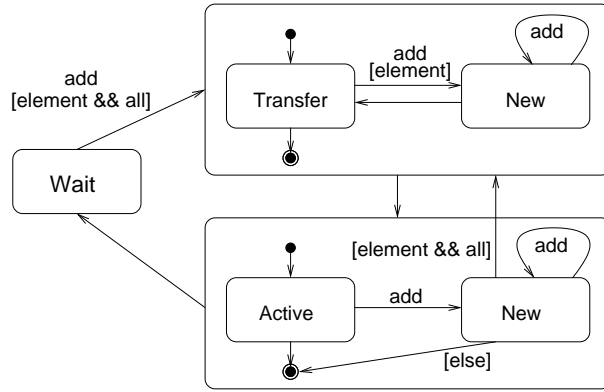 add
add
[element]
add
[element && all]
Transfer
New
Wait
[element && all]
add
Active
add
New
[else]